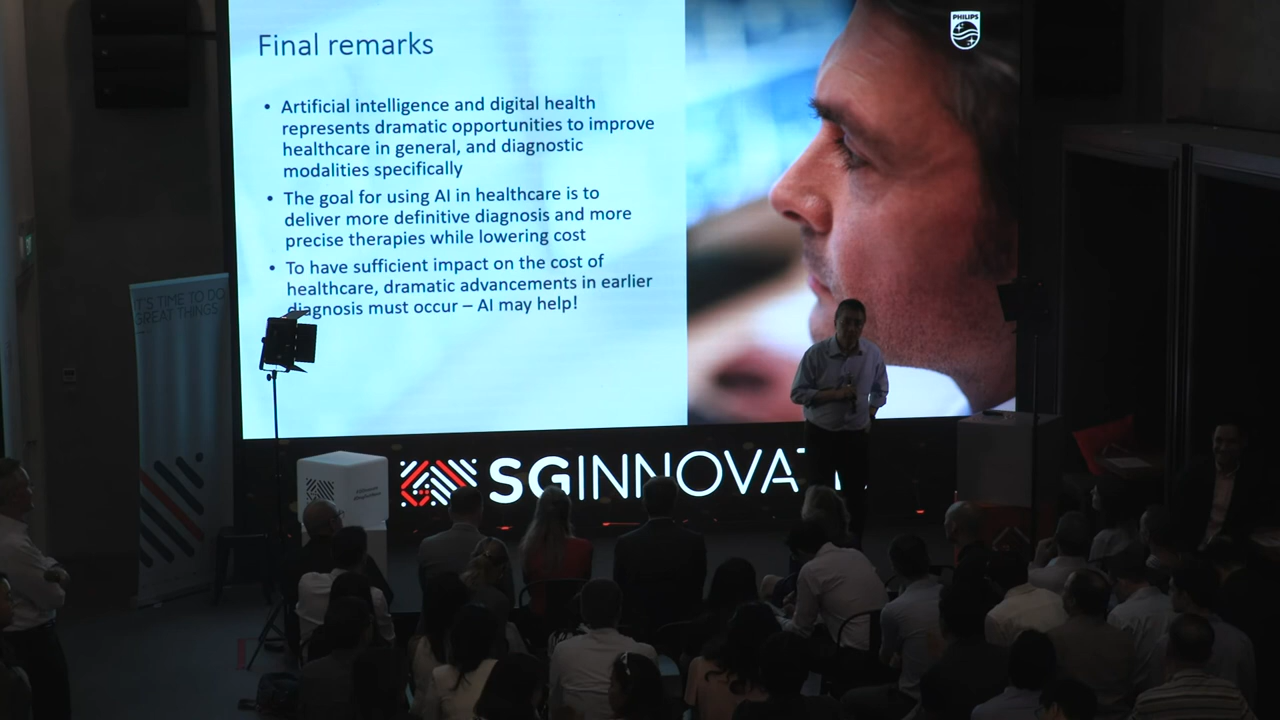 PHILIPS
Final remarks
• Artificial intelligence and digital health
represents dramatic opportunities to improve
healthcare in general, and diagnostic
modalities specifically
• The goal for using AI in healthcare is to
deliver more definitive diagnosis and more
precise therapies while lowering cost
• To have sufficient impact on the cost of
healthcare, dramatic advancements in earlier
diagnosis must occur – AI may help!
IT'S TIME TO DO
GREAT THINGS
SGINNOVAT